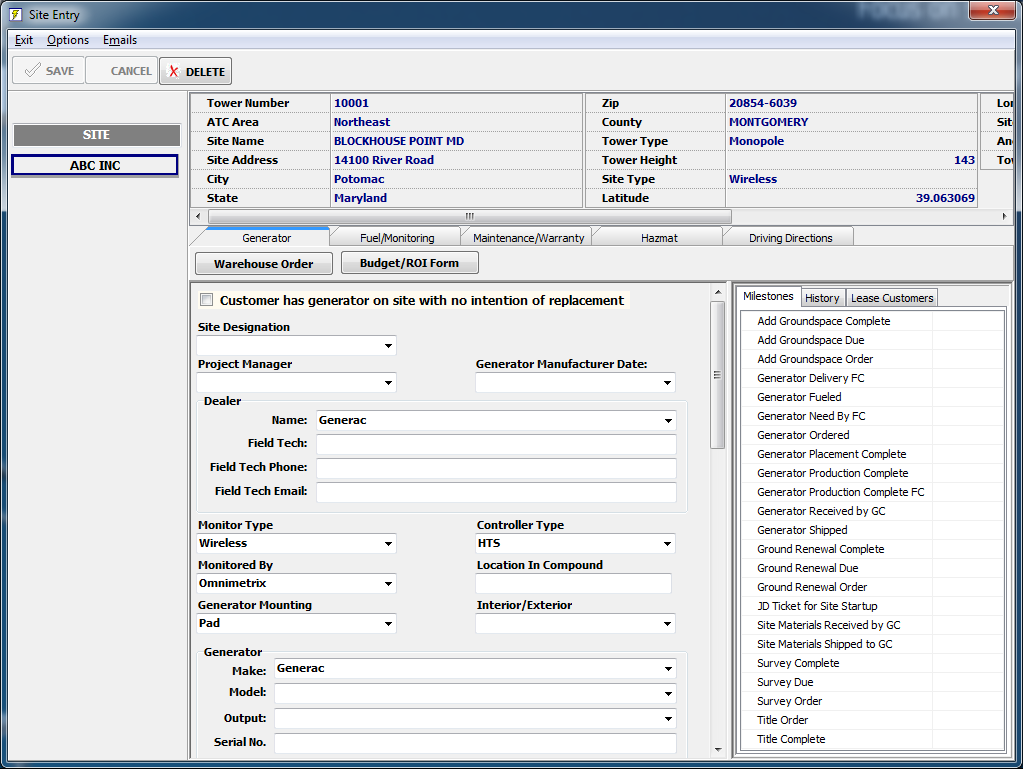 Site Entry
Exit Options Emails
SAVE CANCEL DELETE
SITE
ABC INC
Tower Number 10001 Zip 20854-6039
ATC Area Northeast County MONTGOMERY
Site Name BLOCKHOUSE POINT MD Tower Type Monopole
Site Address 14100 River Road Tower Height 143
City Potomac Site Type Wireless
State Maryland Latitude 39.063069
Generator Fuel/Monitoring Maintenance/Warranty Hazmat Driving Directions
Warehouse Order Budget/ROI Form
Customer has generator on site with no intention of replacement
Site Designation
Project Manager Generator Manufacturer Date:
Dealer
Name: Generac
Field Tech:
Field Tech Phone:
Field Tech Email:
Monitor Type Controller Type
Wireless HTS
Monitored By Location In Compound
Omnimetrix
Generator Mounting Interior/Exterior
Pad
Generator
Make: Generac
Model:
Output:
Serial No.
Milestones History Lease Customers
Add Groundspace Complete
Add Groundspace Due
Add Groundspace Order
Generator Delivery FC
Generator Fueled
Generator Need By FC
Generator Ordered
Generator Placement Complete
Generator Production Complete
Generator Production Complete FC
Generator Received by GC
Generator Shipped
Ground Renewal Complete
Ground Renewal Due
Ground Renewal Order
JD Ticket for Site Startup
Site Materials Received by GC
Site Materials Shipped to GC
Survey Complete
Survey Due
Survey Order
Title Order
Title Complete